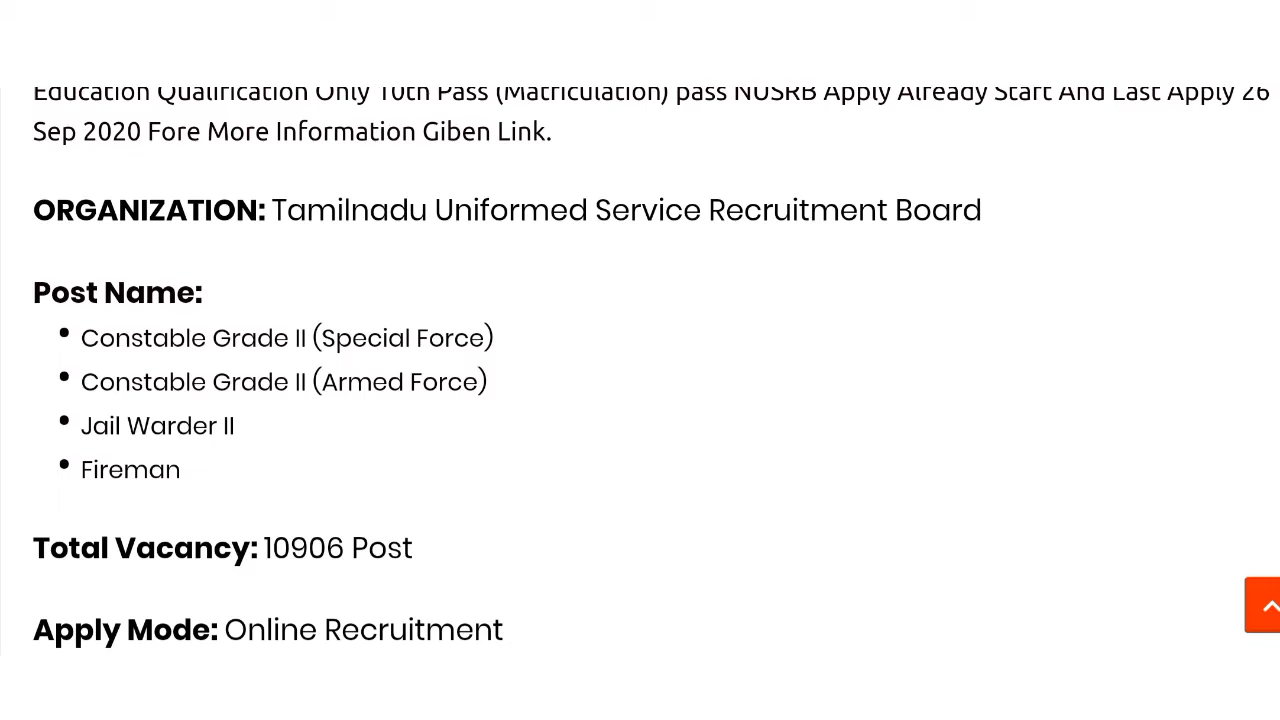 Education Qualification Only 10th Pass (Matriculation) pass NUSRB Apply Already Start And Last Apply 26
Sep 2020 Fore More Information Giben Link.
ORGANIZATION: Tamilnadu Uniformed Service Recruitment Board
Post Name:
• Constable Grade II (Special Force)
• Constable Grade II (Armed Force)
• Jail Warder II
• Fireman
Total Vacancy: 10906 Post
Apply Mode: Online Recruitment